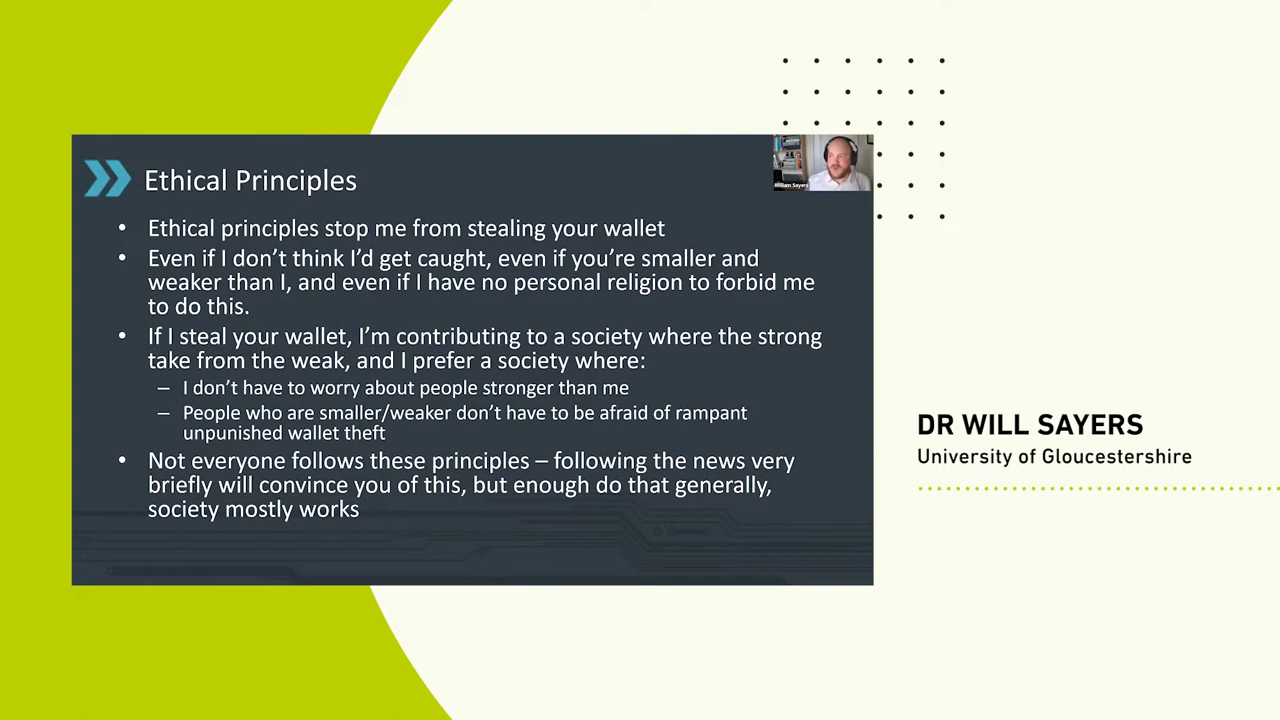 Ethical Principles
William Sayers
• Ethical principles stop me from stealing your wallet
• Even if I don't think I'd get caught, even if you're smaller and
weaker than I, and even if I have no personal religion to forbid me
to do this.
• If I steal your wallet, I'm contributing to a society where the strong
take from the weak, and I prefer a society where:
– I don't have to worry about people stronger than me
– People who are smaller/weaker don't have to be afraid of rampant
unpunished wallet theft
• Not everyone follows these principles – following the news very
briefly will convince you of this, but enough do that generally,
society mostly works
DR WILL SAYERS
University of Gloucestershire